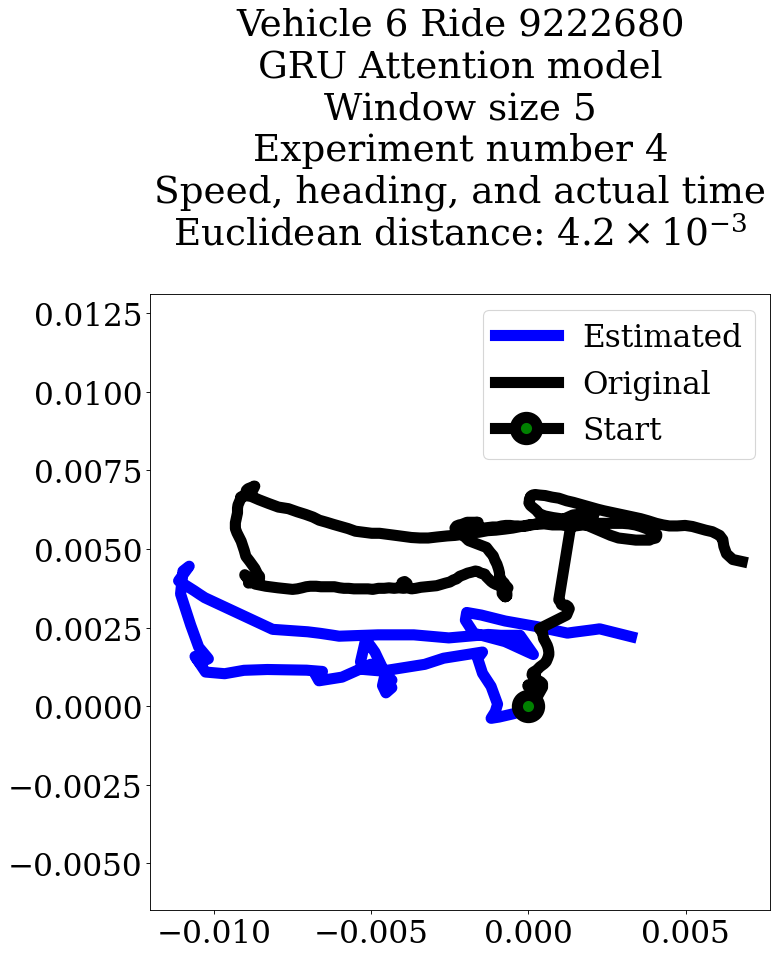 Vehicle 6 Ride 9222680
GRU Attention model
Window size 5
Experiment number 4
Speed, heading, and actual time
Euclidean distance: 4.2 × 10⁻³
0.0125
0.0100
0.0075
0.0050
0.0025
0.0000
−0.0025
−0.0050
Estimated
Original
Start
−0.010
−0.005
0.000
0.005